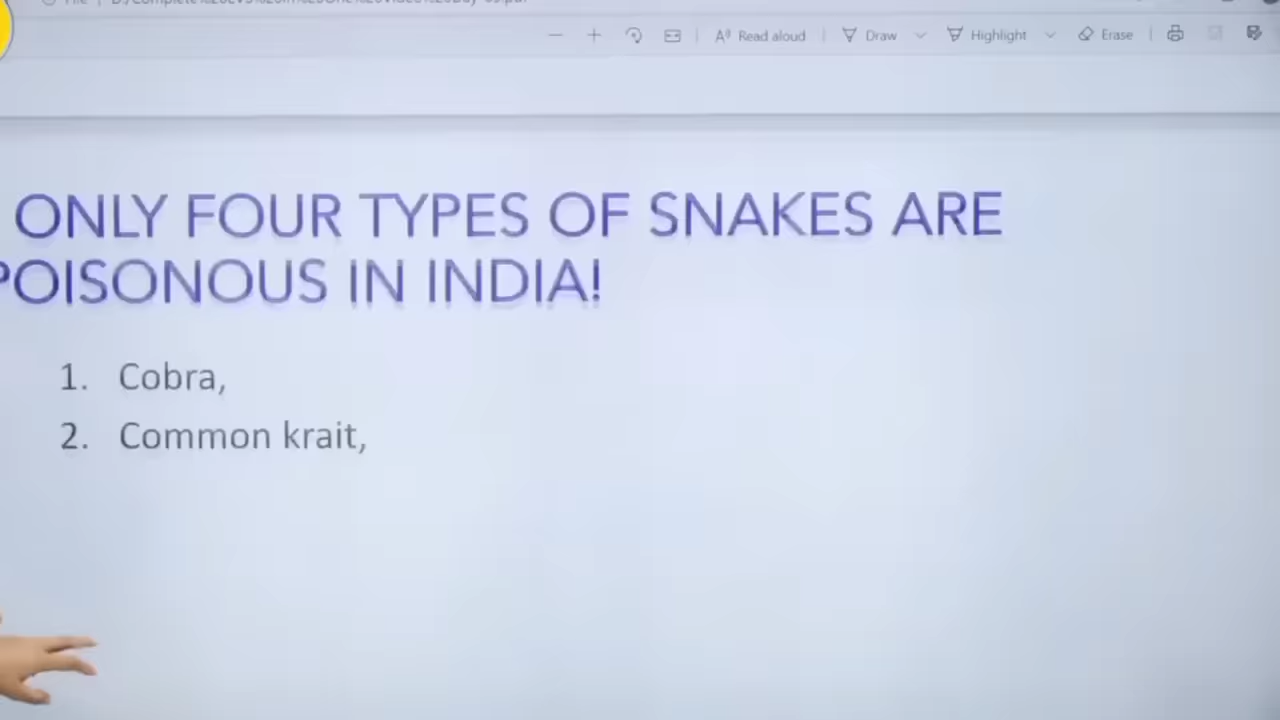 Read aloud Draw Highlight Erase
ONLY FOUR TYPES OF SNAKES ARE
POISONOUS IN INDIA!
1. Cobra,
2. Common krait,